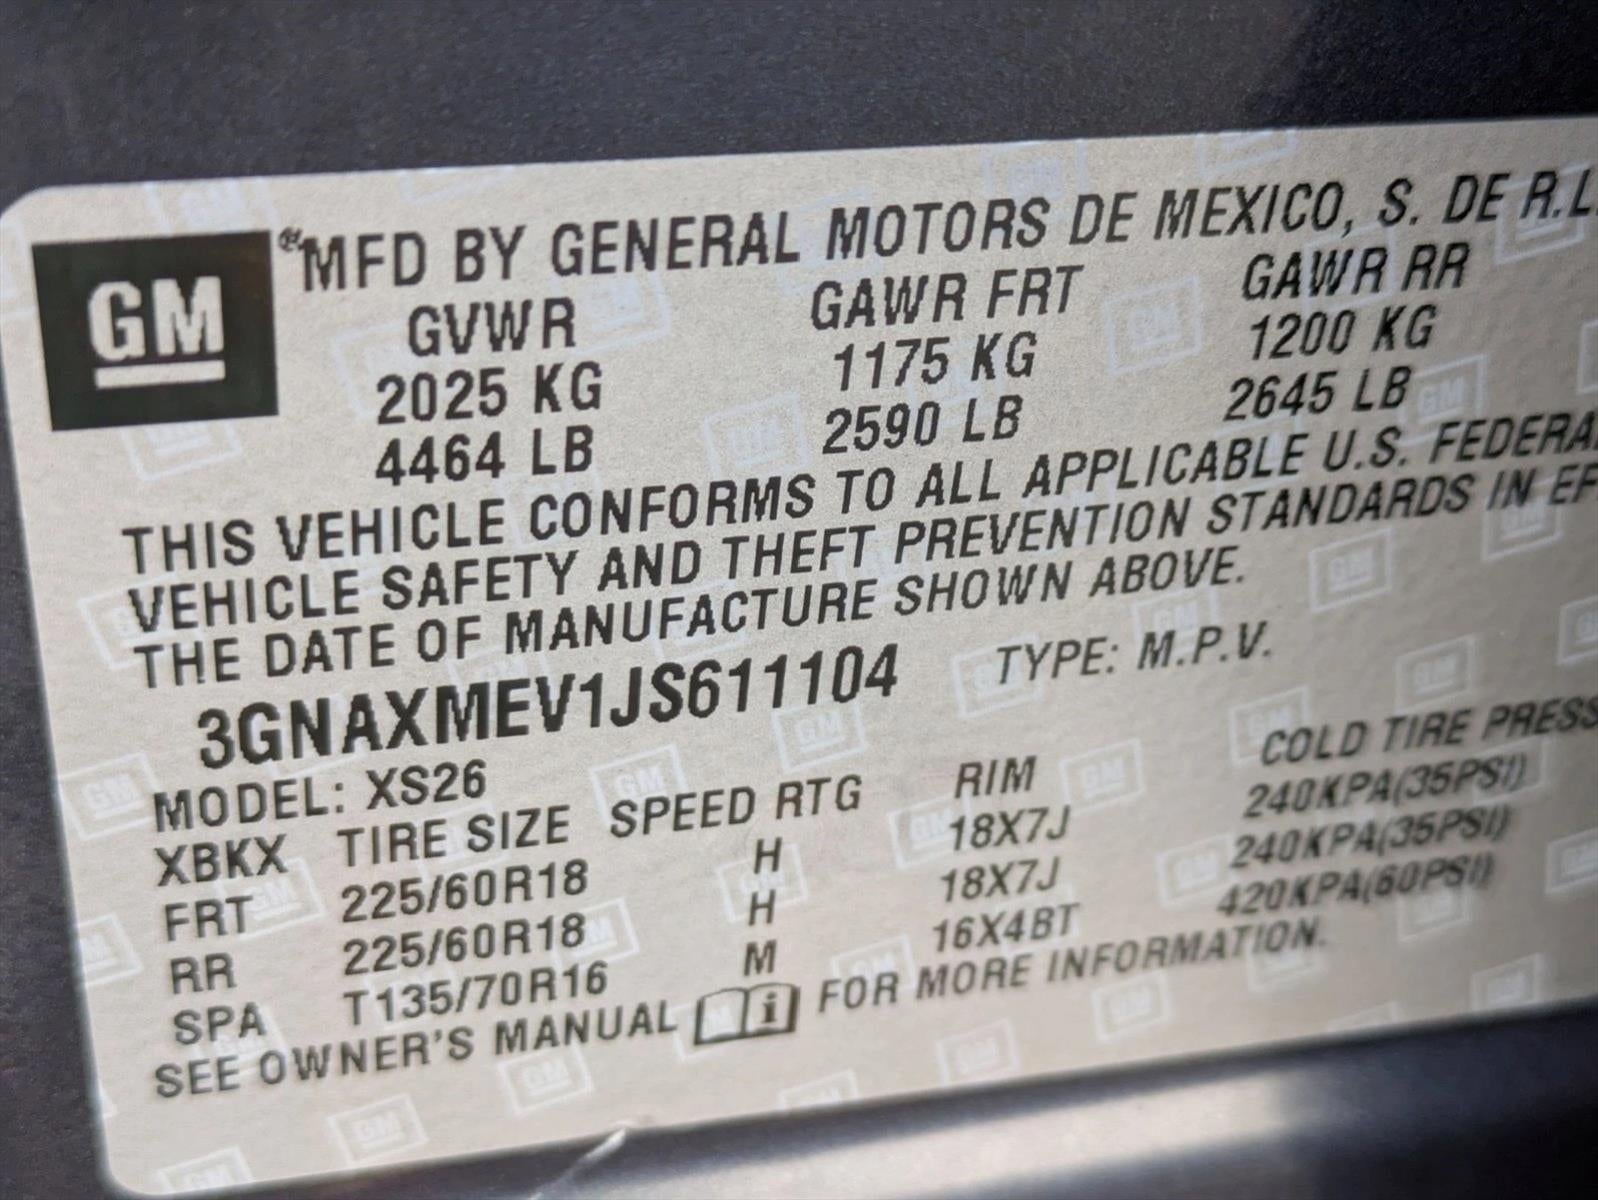 GM
®MFD BY GENERAL MOTORS DE MEXICO, S. DE R.L.
GVWR GAWR FRT GAWR RR
2025 KG 1175 KG 1200 KG
4464 LB 2590 LB 2645 LB
THIS VEHICLE CONFORMS TO ALL APPLICABLE U.S. FEDERAL
VEHICLE SAFETY AND THEFT PREVENTION STANDARDS IN EF
THE DATE OF MANUFACTURE SHOWN ABOVE.
3GNAXMEV1JS611104 TYPE: M.P.V.
MODEL: XS26
XBKX TIRE SIZE SPEED RTG RIM COLD TIRE PRESS
FRT 225/60R18 H 18X7J 240KPA(35PSI)
RR 225/60R18 H 18X7J 240KPA(35PSI)
SPA T135/70R16 M 16X4BT 420KPA(60PSI)
SEE OWNER'S MANUAL i FOR MORE INFORMATION.